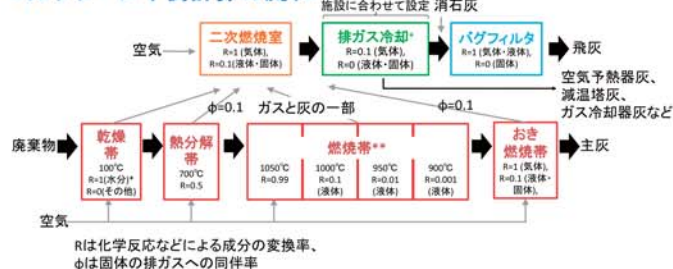 施設に合わせて設定 消石灰
二次燃焼室
R=1 (気体)、
R=0.1(液体・固体)
排ガス冷却*
R=0.1 (気体)、
R=0 (液体・固体)
バグフィルタ
R=1 (気体・液体)、
R=0 (固体)
飛灰
空気
空気予熱器灰、
減温塔灰、
ガス冷却器灰など
ϕ=0.1
ガスと灰の一部
ϕ=0.1
廃棄物
乾燥
帯
100℃
R=1(水分)*
R=0(その他)
熱分解
帯
700℃
R=0.5
燃焼帯**
1050℃
R=0.99
1000℃
R=0.1
(液体)
950℃
R=0.01
(液体)
900℃
R=0.001
(液体)
おき
燃焼帯
R=1 (気体)、
R=0.1 (液体・
固体)、
主灰
空気
Rは化学反応などによる成分の変換率、
ϕは固体の排ガスへの同伴率